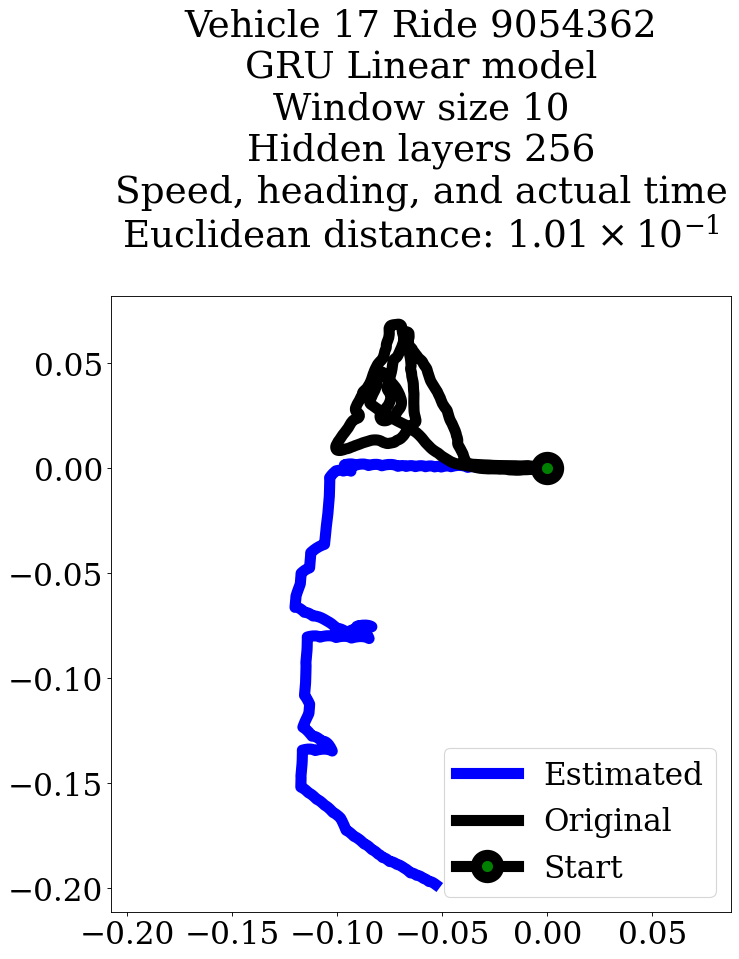 Vehicle 17 Ride 9054362
GRU Linear model
Window size 10
Hidden layers 256
Speed, heading, and actual time
Euclidean distance: 1.01 × 10⁻¹
0.05
0.00
−0.05
−0.10
−0.15
−0.20
Estimated
Original
Start
−0.20 −0.15 −0.10 −0.05 0.00 0.05